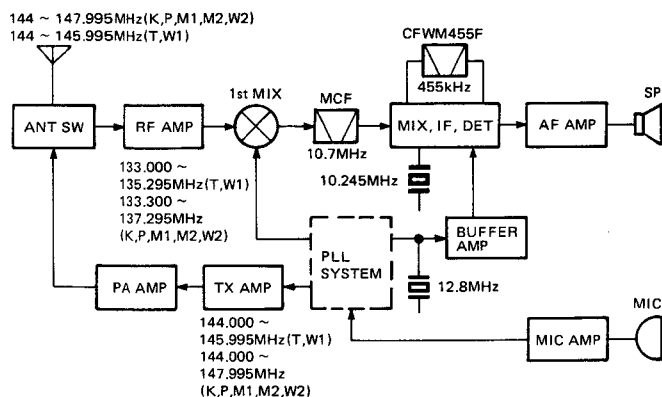 144 ~ 147.995MHz(K,P,M1,M2,W2)
144 ~ 145.995MHz(T,W1)
CFWM455F
455kHz
SP
1st MIX
MCF
ANT SW
RF AMP
MIX, IF, DET
AF AMP
10.7MHz
133.000 ~
135.295MHz(T,W1)
133.300 ~
137.295MHz
(K,P,M1,M2,W2)
10.245MHz
BUFFER
AMP
PLL
SYSTEM
12.8MHz
PA AMP
TX AMP
MIC
MIC AMP
144.000 ~
145.995MHz(T,W1)
144.000 ~
147.995MHz
(K,P,M1,M2,W2)